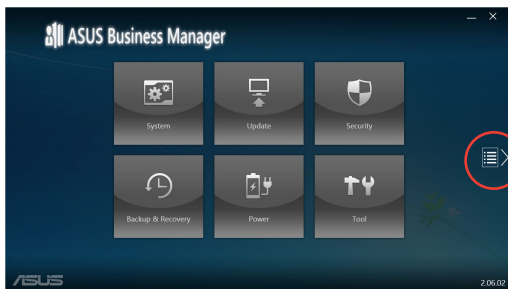 ASUS Business Manager
System
Update
Security
Backup & Recovery
Power
Tool
ASUS
2.06.02